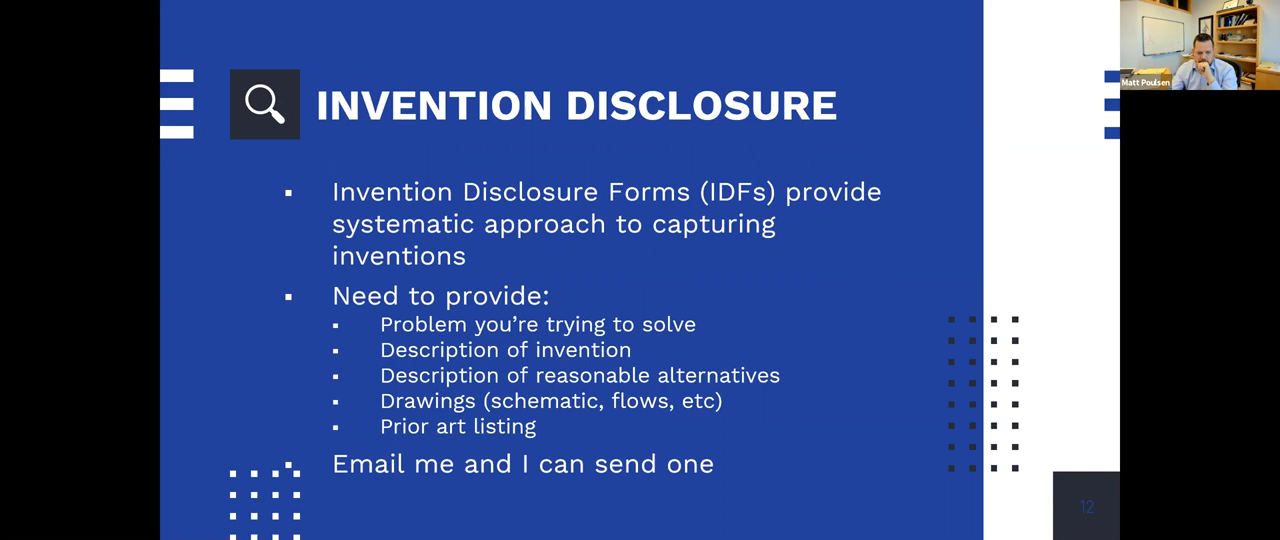 INVENTION DISCLOSURE
Matt Poulsen
Invention Disclosure Forms (IDFs) provide
systematic approach to capturing
inventions
Need to provide:
Problem you’re trying to solve
Description of invention
Description of reasonable alternatives
Drawings (schematic, flows, etc)
Prior art listing
Email me and I can send one
12